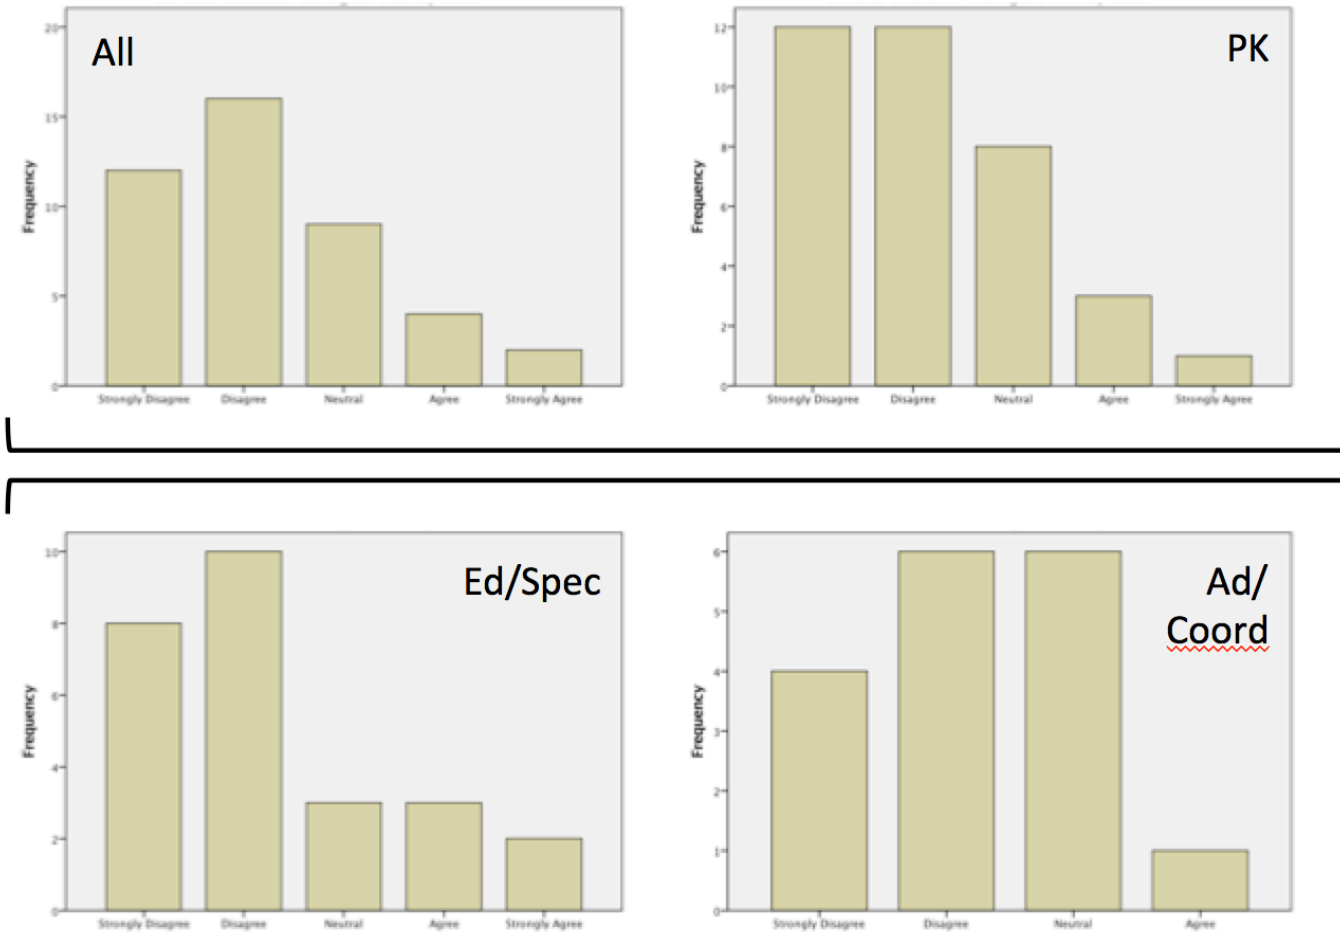 All
Frequency
20
15
10
5
0
Strongly Disagree Disagree Neutral Agree Strongly Agree
PK
Frequency
12
10
8
6
4
2
0
Strongly Disagree Disagree Neutral Agree Strongly Agree
Ed/Spec
Frequency
10
8
6
4
2
0
Strongly Disagree Disagree Neutral Agree Strongly Agree
Ad/
Coord
Frequency
6
5
4
3
2
1
0
Strongly Disagree Disagree Neutral Agree